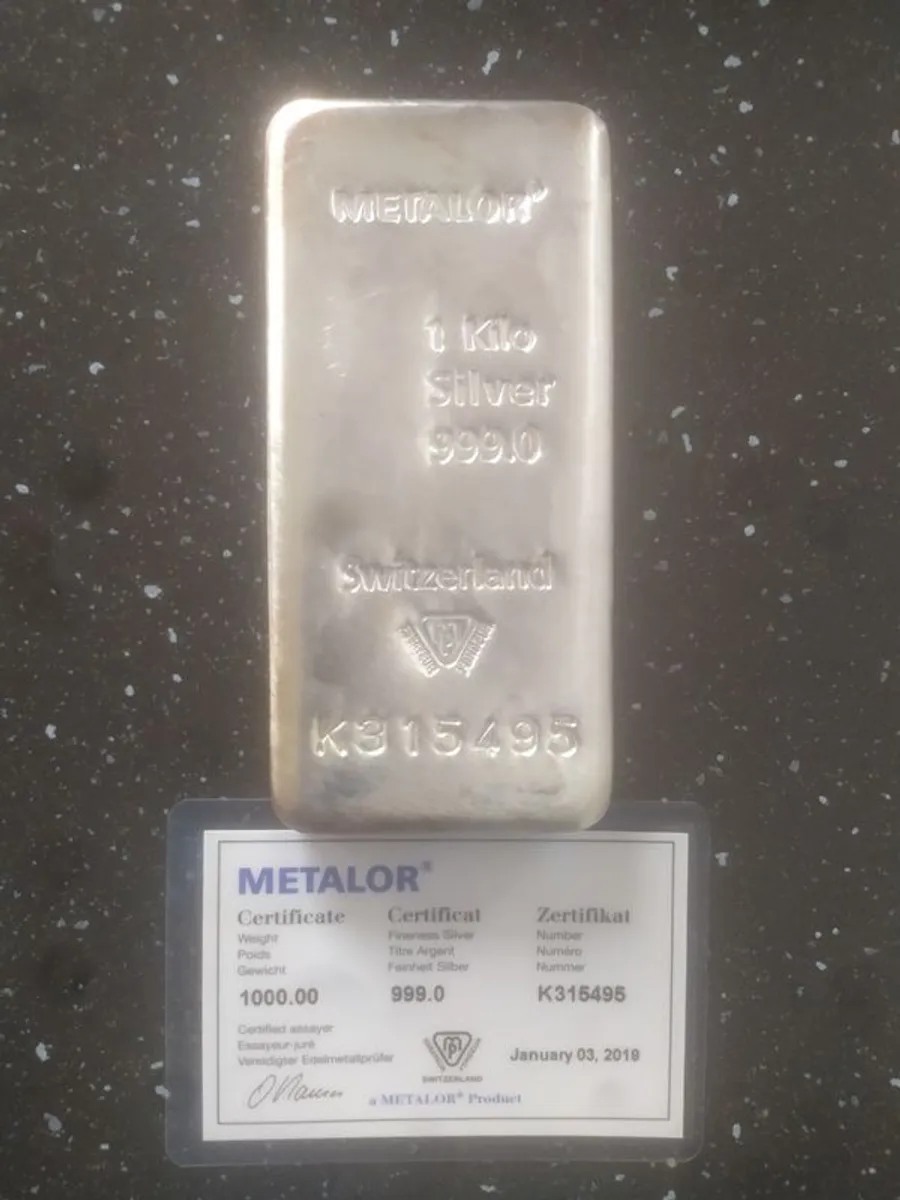 METALOR®
1 Kilo
Silver
999.0
Switzerland
K315495
METALOR®
Certificate Certificat Zertifikat
Weight Fineness Silver Number
Poids Titre Argent Numéro
Gewicht Feinheit Silber Nummer
1000.00 999.0 K315495
Certified assayer
Essayeur-juré
Vereidigter Edelmetallprüfer
MP
SWITZERLAND
January 03, 2019
a METALOR® Product